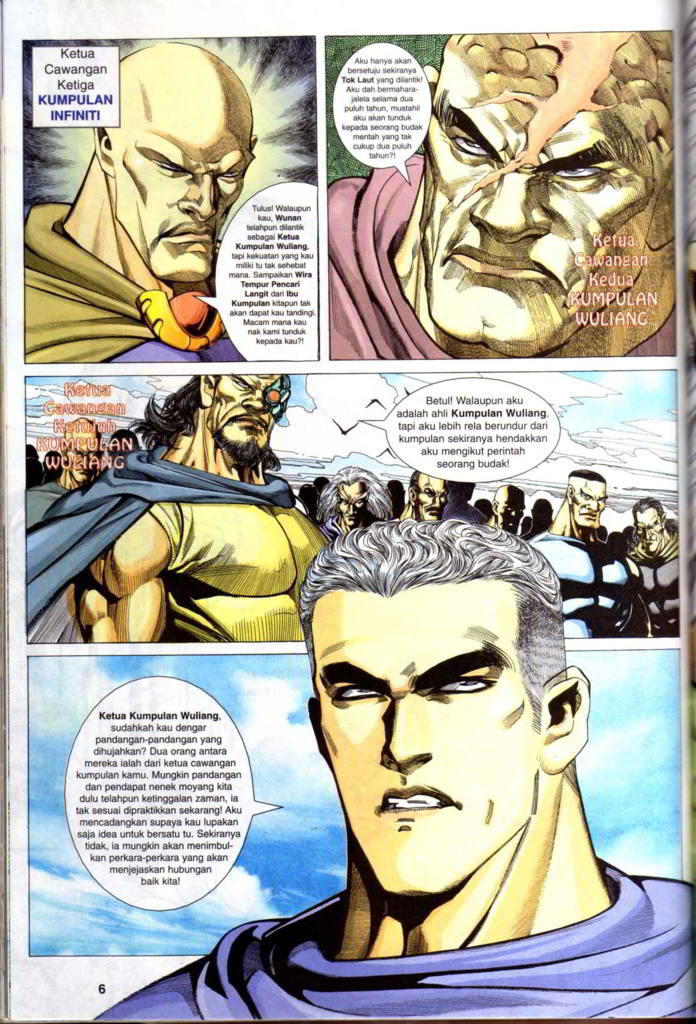 Ketua
Cawangan
Ketiga
KUMPULAN
INFINITI
Tulus! Walaupun
kau, Wunan
telahpun dilantik
sebagai Ketua
Kumpulan Wuliang,
tapi kekuatan yang kau
miliki tu tak sehebat
mana. Sampaikan Wira
Tempur Pencari
Langit dari Ibu
Kumpulan kitapun tak
akan dapat kau tandingi.
Macam mana kau
nak kami tunduk
kepada kau?!
Aku hanya akan
bersetuju sekiranya
Tok Laut yang dilantik!
Aku dah bermahara-
jalela selama dua
puluh tahun, mustahil
aku akan tunduk
kepada seorang budak
mentah yang tak
cukup dua puluh
tahun?!
Ketua
Cawangan
Kedua
KUMPULAN
WULIANG
Ketua
Cawangan
Ketujuh
KUMPULAN
WULIANG
Betul! Walaupun aku
adalah ahli Kumpulan Wuliang,
tapi aku lebih rela berundur dari
kumpulan sekiranya hendakkan
aku mengikut perintah
seorang budak!
Ketua Kumpulan Wuliang,
sudahkah kau dengar
pandangan-pandangan yang
dihujahkan? Dua orang antara
mereka ialah dari ketua cawangan
kumpulan kamu. Mungkin pandangan
dan pendapat nenek moyang kita
dulu telahpun ketinggalan zaman, ia
tak sesuai dipraktikkan sekarang! Aku
mencadangkan supaya kau lupakan
saja idea untuk bersatu tu. Sekiranya
tidak, ia mungkin akan menimbul-
kan perkara-perkara yang akan
menjejaskan hubungan
baik kita!
6